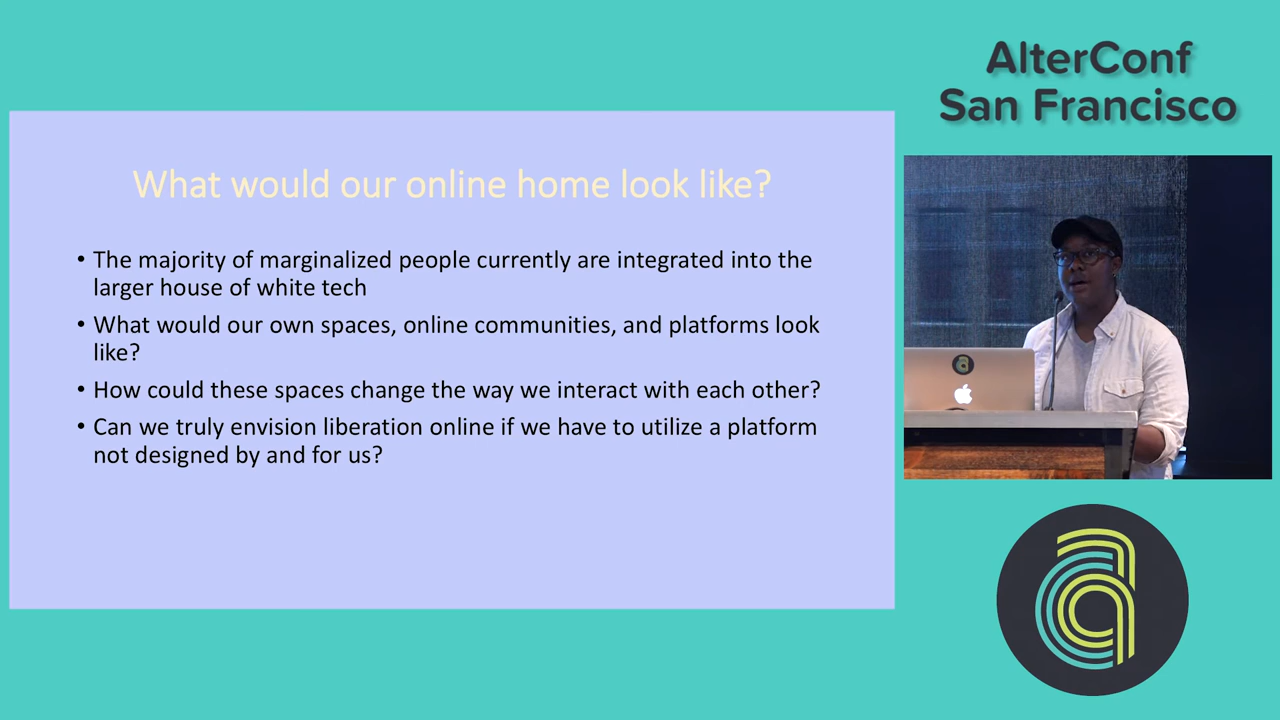 AlterConf
San Francisco
What would our online home look like?
• The majority of marginalized people currently are integrated into the
larger house of white tech
• What would our own spaces, online communities, and platforms look
like?
• How could these spaces change the way we interact with each other?
• Can we truly envision liberation online if we have to utilize a platform
not designed by and for us?